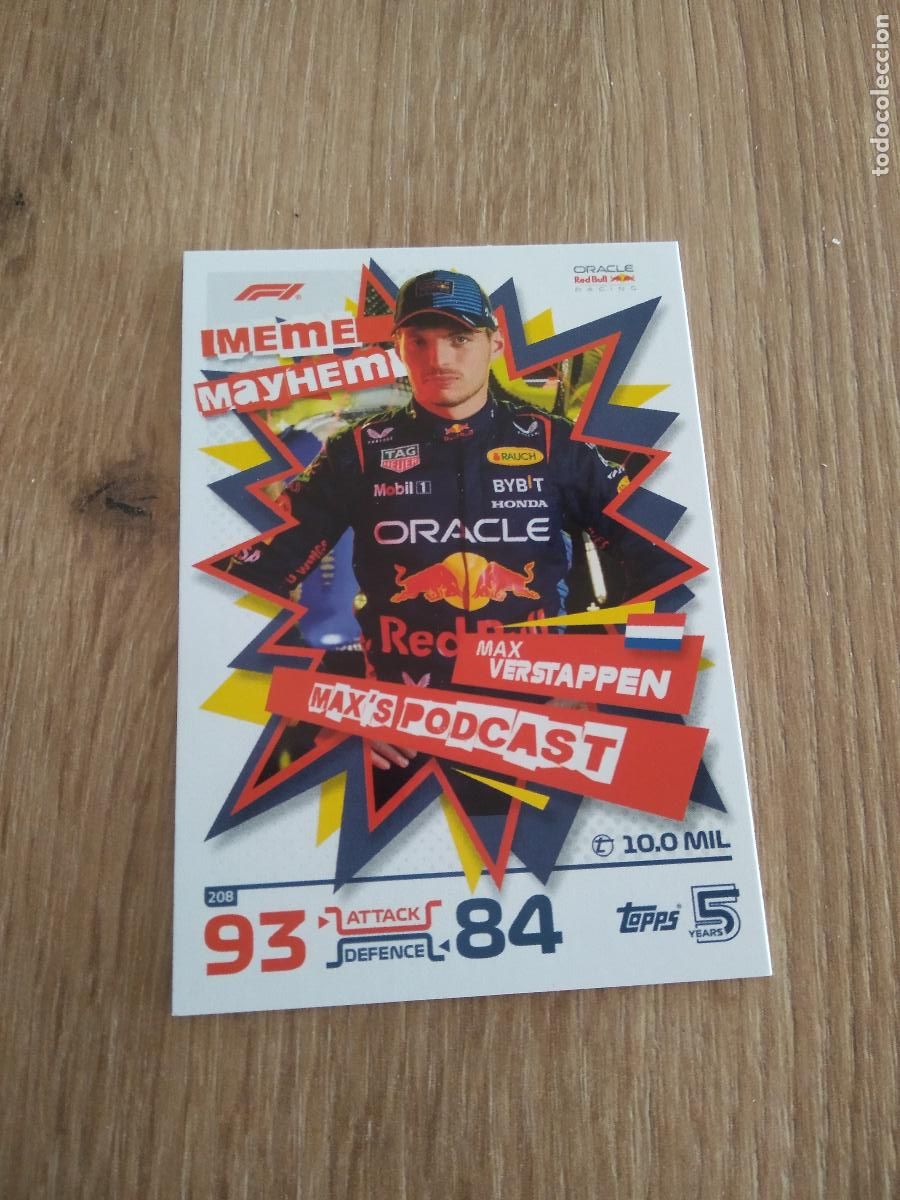 todocoleccion
F1
ORACLE
Red Bull
RACING
MEME
MAYHEM
TAG
HEUER
RAUCH
Mobil 1
BYBIT
HONDA
ORACLE
Red Bull
MAX
VERSTAPPEN
MAX'S PODCAST
10.0 MIL
208
93 ATTACK
DEFENCE 84
Topps 5
YEARS